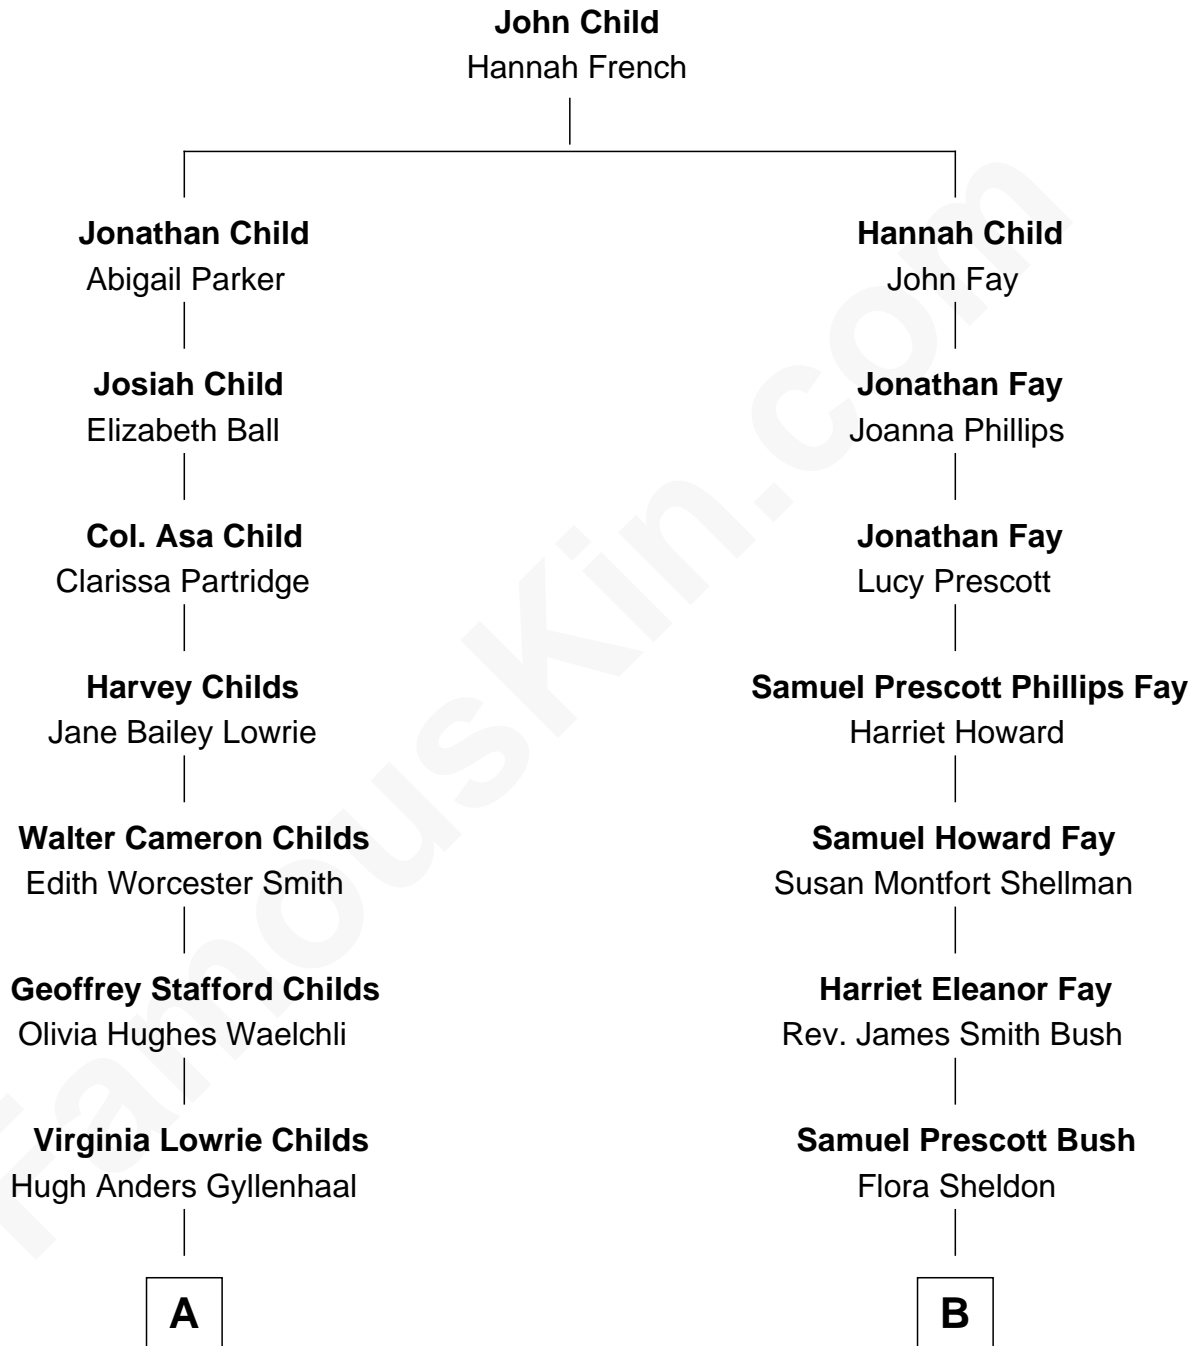 John Child
Hannah French
Jonathan Child
Abigail Parker
Hannah Child
John Fay
Josiah Child
Elizabeth Ball
Jonathan Fay
Joanna Phillips
Col. Asa Child
Clarissa Partridge
Jonathan Fay
Lucy Prescott
Harvey Childs
Jane Bailey Lowrie
Samuel Prescott Phillips Fay
Harriet Howard
Walter Cameron Childs
Edith Worcester Smith
Samuel Howard Fay
Susan Montfort Shellman
Geoffrey Stafford Childs
Olivia Hughes Waelchli
Harriet Eleanor Fay
Rev. James Smith Bush
Virginia Lowrie Childs
Hugh Anders Gyllenhaal
Samuel Prescott Bush
Flora Sheldon
A
B
FamousKin.com